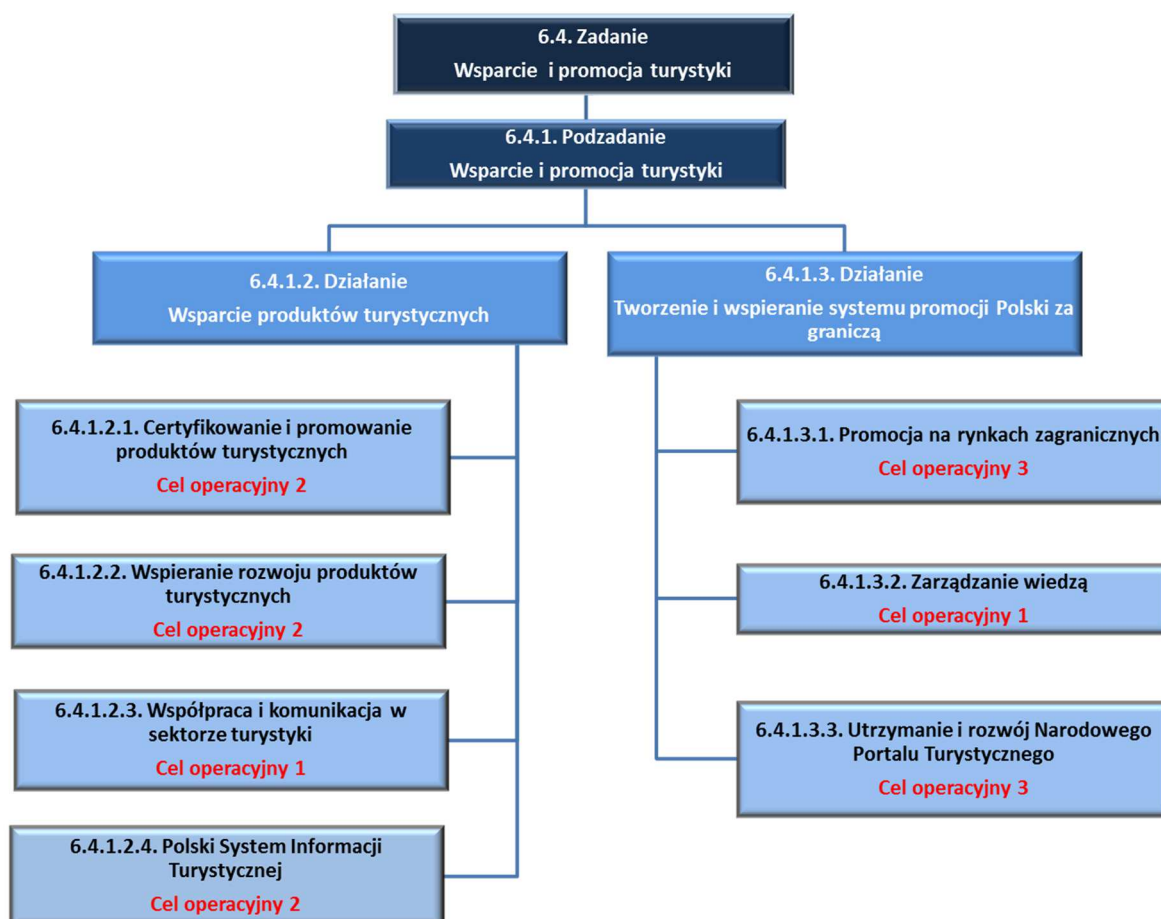 6.4. Zadanie
Wsparcie i promocja turystyki
6.4.1. Podzadanie
Wsparcie i promocja turystyki
6.4.1.2. Działanie
Wsparcie produktów turystycznych
6.4.1.2.1. Certyfikowanie i promowanie
produktów turystycznych
Cel operacyjny 2
6.4.1.2.2. Wspieranie rozwoju produktów
turystycznych
Cel operacyjny 2
6.4.1.2.3. Współpraca i komunikacja w
sektorze turystyki
Cel operacyjny 1
6.4.1.2.4. Polski System Informacji
Turystycznej
Cel operacyjny 2
6.4.1.3. Działanie
Tworzenie i wspieranie systemu promocji Polski za
graniczą
6.4.1.3.1. Promocja na rynkach zagranicznych
Cel operacyjny 3
6.4.1.3.2. Zarządzanie wiedzą
Cel operacyjny 1
6.4.1.3.3. Utrzymanie i rozwój Narodowego
Portalu Turystycznego
Cel operacyjny 3